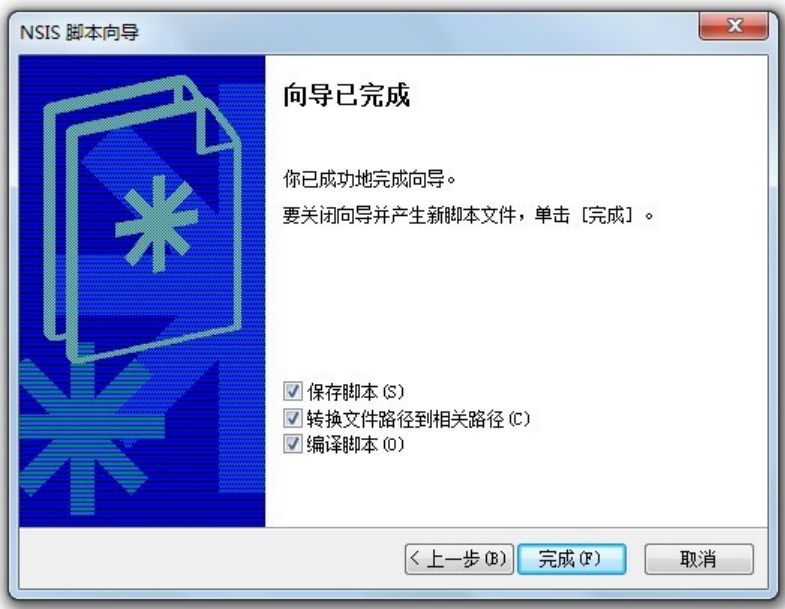 NSIS 脚本向导
向导已完成
你已成功地完成向导。
要关闭向导并产生新脚本文件，单击 [完成] 。
保存脚本(S)
转换文件路径到相关路径(C)
编译脚本(O)
< 上一步(B)
完成(F)
取消